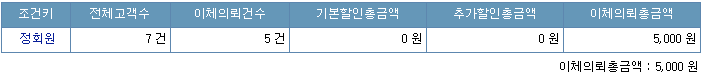 조건키 전체고객수 이체의뢰건수 기본할인총금액 추가할인총금액 이체의뢰총금액
정회원 7 건 5 건 0 원 0 원 5,000 원
이체의뢰총금액 : 5,000 원